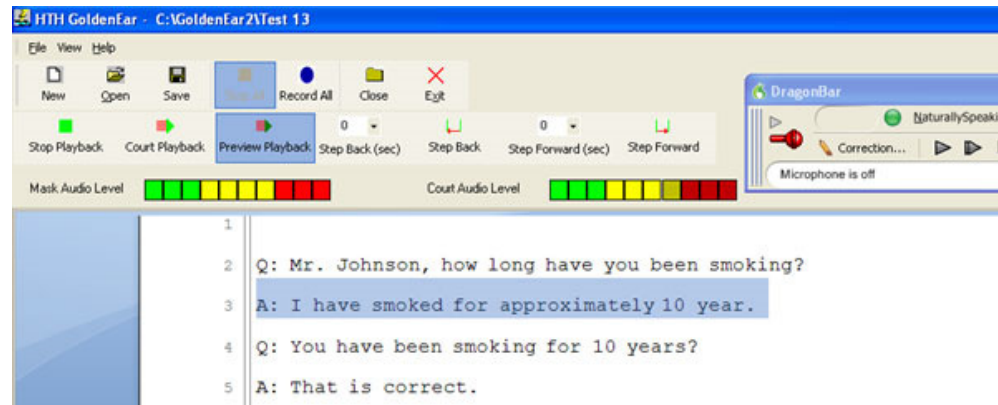 HTH GoldenEar - C:\GoldenEar2\Test 13
File View Help
New Open Save Record All Close Exit
DragonBar
NaturallySpeaki
Stop Playback Court Playback Preview Playback 0 Step Back (sec) Step Back 0 Step Forward (sec) Step Forward
Correction...
Microphone is off
Mask Audio Level Court Audio Level
1
2 Q: Mr. Johnson, how long have you been smoking?
3 A: I have smoked for approximately 10 year.
4 Q: You have been smoking for 10 years?
5 A: That is correct.